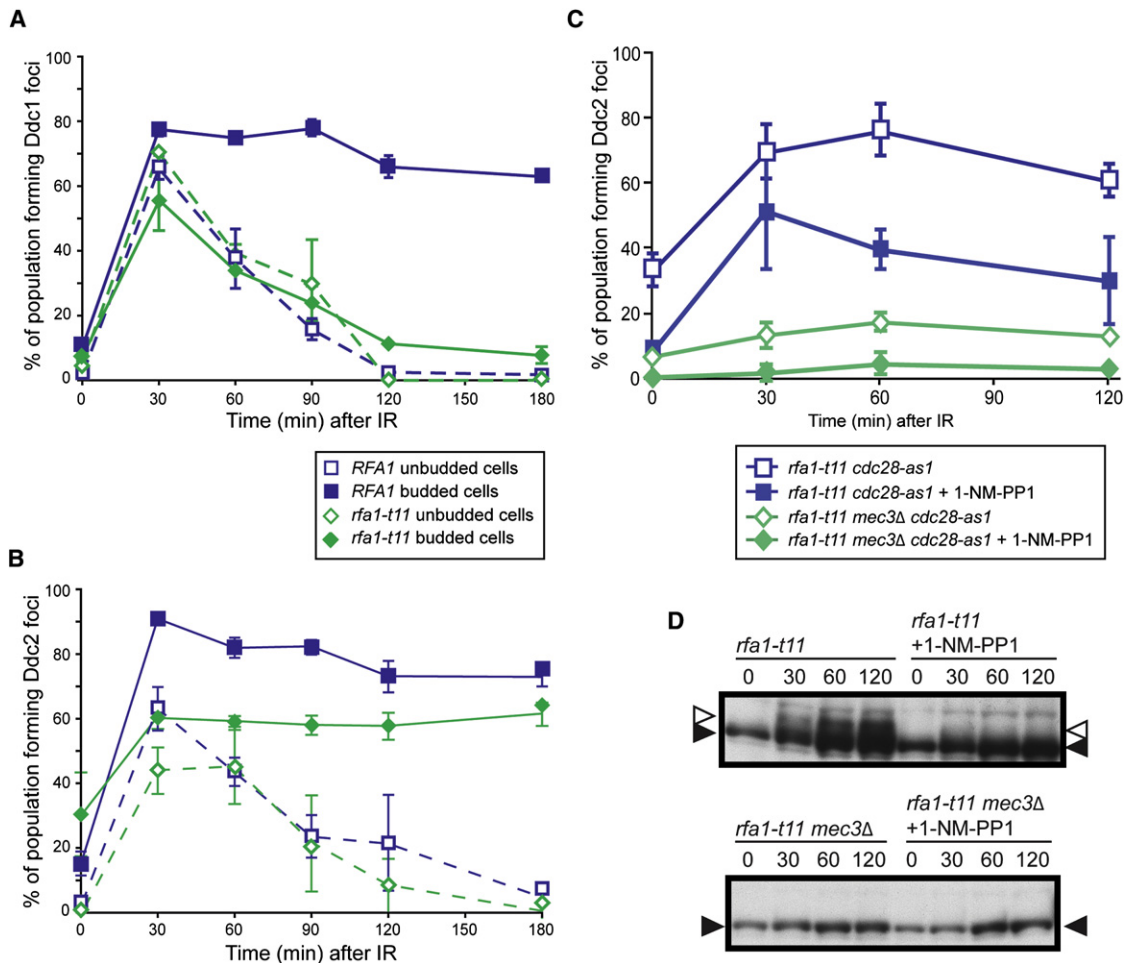 A
% of population forming Ddc1 foci
100
80
60
40
20
0
0 30 60 90 120 150 180
Time (min) after IR
RFA1 unbudded cells
RFA1 budded cells
rfa1-t11 unbudded cells
rfa1-t11 budded cells
B
% of population forming Ddc2 foci
100
80
60
40
20
0
0 30 60 90 120 150 180
Time (min) after IR
C
% of population forming Ddc2 foci
100
80
60
40
20
0
0 30 60 90 120
Time (min) after IR
rfa1-t11 cdc28-as1
rfa1-t11 cdc28-as1 + 1-NM-PP1
rfa1-t11 mec3Δ cdc28-as1
rfa1-t11 mec3Δ cdc28-as1 + 1-NM-PP1
D
rfa1-t11
rfa1-t11
+1-NM-PP1
0 30 60 120 0 30 60 120
rfa1-t11 mec3Δ
rfa1-t11 mec3Δ
+1-NM-PP1
0 30 60 120 0 30 60 120